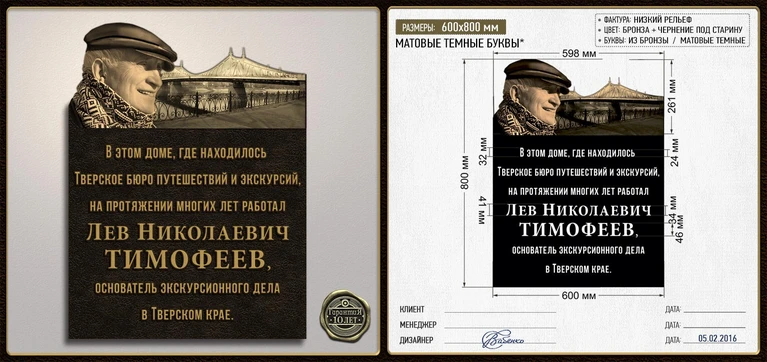 В ЭТОМ ДОМЕ, ГДЕ НАХОДИЛОСЬ
ТВЕРСКОЕ БЮРО ПУТЕШЕСТВИЙ И ЭКСКУРСИЙ,
НА ПРОТЯЖЕНИИ МНОГИХ ЛЕТ РАБОТАЛ
ЛЕВ НИКОЛАЕВИЧ
ТИМОФЕЕВ,
ОСНОВАТЕЛЬ ЭКСКУРСИОННОГО ДЕЛА
В ТВЕРСКОМ КРАЕ.
ГАРАНТИЯ
10 ЛЕТ
РАЗМЕРЫ: 600х800 мм
МАТОВЫЕ ТЕМНЫЕ БУКВЫ*
• ФАКТУРА: НИЗКИЙ РЕЛЬЕФ
• ЦВЕТ: БРОНЗА + ЧЕРНЕНИЕ ПОД СТАРИНУ
• БУКВЫ: ИЗ БРОНЗЫ / МАТОВЫЕ ТЕМНЫЕ
598 мм
261 мм
800 мм
32 мм
24 мм
41 мм
34 мм
46 мм
В ЭТОМ ДОМЕ, ГДЕ НАХОДИЛОСЬ
ТВЕРСКОЕ БЮРО ПУТЕШЕСТВИЙ И ЭКСКУРСИЙ,
НА ПРОТЯЖЕНИИ МНОГИХ ЛЕТ РАБОТАЛ
ЛЕВ НИКОЛАЕВИЧ
ТИМОФЕЕВ,
ОСНОВАТЕЛЬ ЭКСКУРСИОННОГО ДЕЛА
В ТВЕРСКОМ КРАЕ.
600 мм
КЛИЕНТ ДАТА:
МЕНЕДЖЕР ДАТА:
ДИЗАЙНЕР ДАТА: 05.02.2016